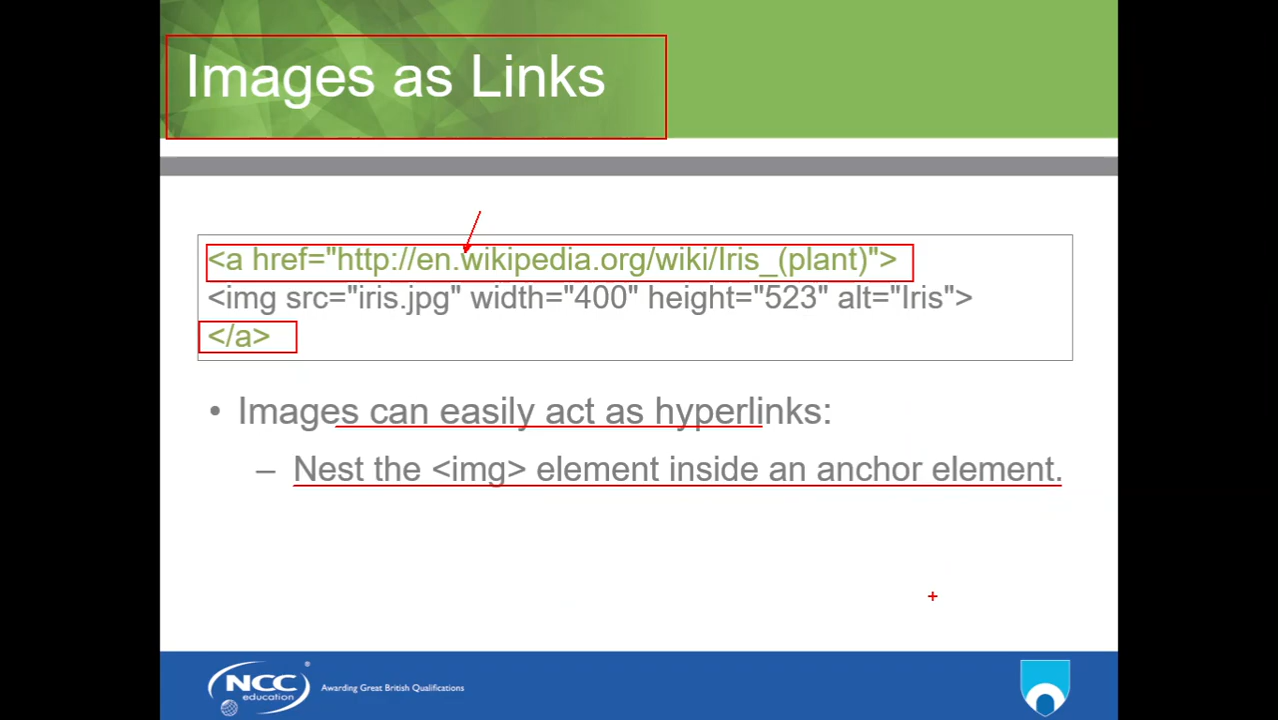 Images as Links
<a href="http://en.wikipedia.org/wiki/Iris_(plant)">
<img src="iris.jpg" width="400" height="523" alt="Iris">
</a>
• Images can easily act as hyperlinks:
– Nest the <img> element inside an anchor element.
NCC
education
®
Awarding Great British Qualifications